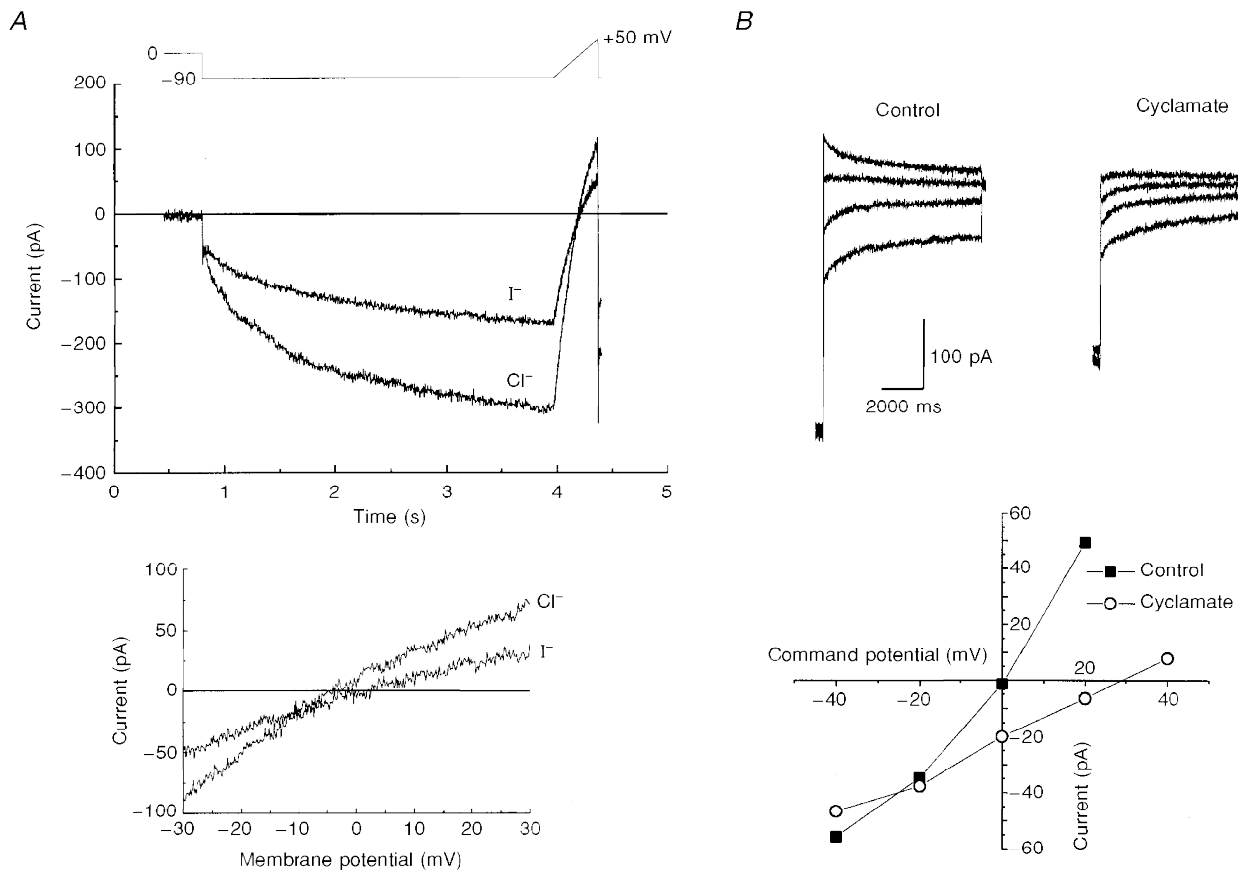 A
0
−90
+50 mV
200
100
0
−100
−200
−300
−400
Current (pA)
I−
Cl−
0 1 2 3 4 5
Time (s)
100
50
0
−50
−100
Current (pA)
Cl−
I−
−30 −20 −10 0 10 20 30
Membrane potential (mV)
B
Control
Cyclamate
100 pA
2000 ms
60
40
20
Control
Cyclamate
Command potential (mV)
−40 −20 20 40
−20
−40
−60
Current (pA)